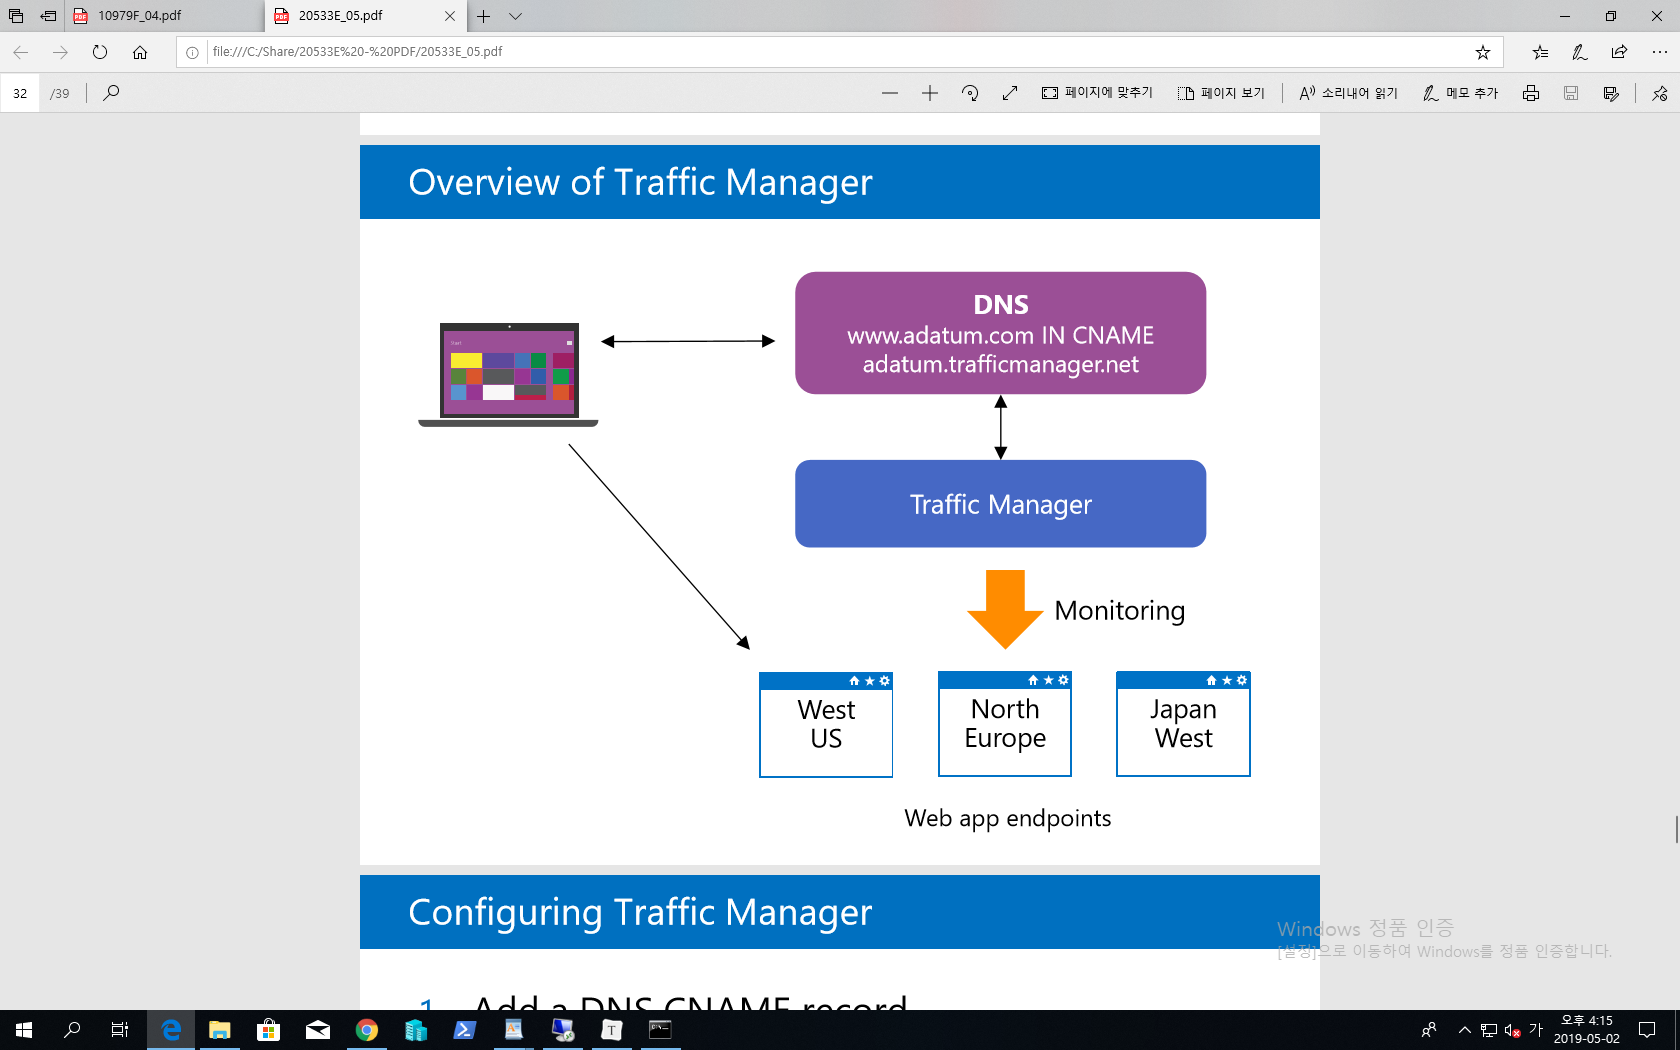 10979F_04.pdf
20533E_05.pdf
file:///C:/Share/20533E%20-%20PDF/20533E_05.pdf
32 /39
페이지에 맞추기
페이지 보기
소리내어 읽기
메모 추가
Overview of Traffic Manager
DNS
www.adatum.com IN CNAME
adatum.trafficmanager.net
Traffic Manager
Monitoring
West
US
North
Europe
Japan
West
Web app endpoints
Configuring Traffic Manager
Windows 정품 인증
[설정]으로 이동하여 Windows를 정품 인증합니다.
1. Add a DNS CNAME record
가
오후 4:15
2019-05-02